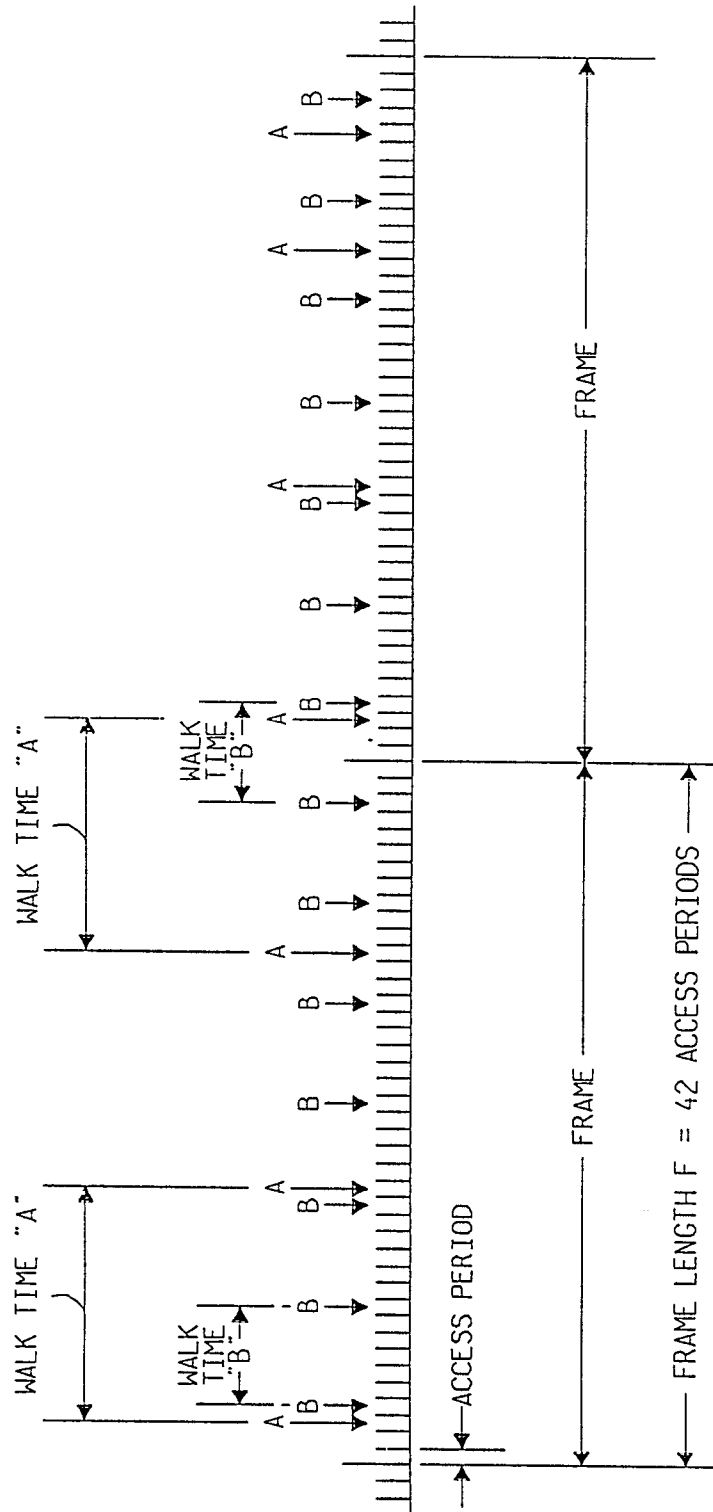 WALK TIME "A"
WALK TIME "A"
WALK
TIME
"B"
WALK
TIME
"B"
A A A A A A A
B B B B B B B B B B B B B B
ACCESS PERIOD
FRAME
FRAME
FRAME LENGTH F = 42 ACCESS PERIODS